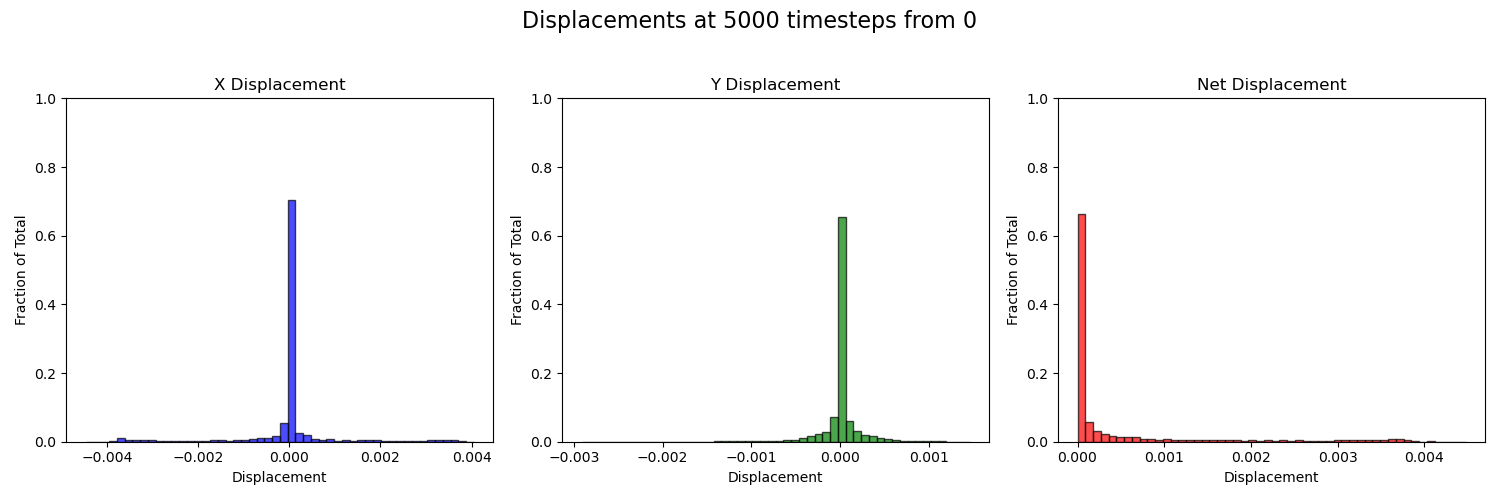 Displacements at 5000 timesteps from 0
X Displacement
Fraction of Total
1.0
0.8
0.6
0.4
0.2
0.0
−0.004 −0.002 0.000 0.002 0.004
Displacement
Y Displacement
Fraction of Total
1.0
0.8
0.6
0.4
0.2
0.0
−0.003 −0.002 −0.001 0.000 0.001
Displacement
Net Displacement
Fraction of Total
1.0
0.8
0.6
0.4
0.2
0.0
0.000 0.001 0.002 0.003 0.004
Displacement